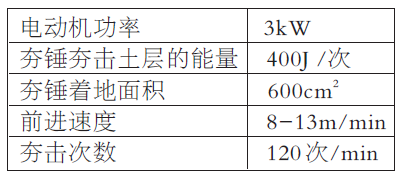 电动机功率 3kW
夯锤夯击土层的能量 400J /次
夯锤着地面积 600cm²
前进速度 8-13m/min
夯击次数 120次/min